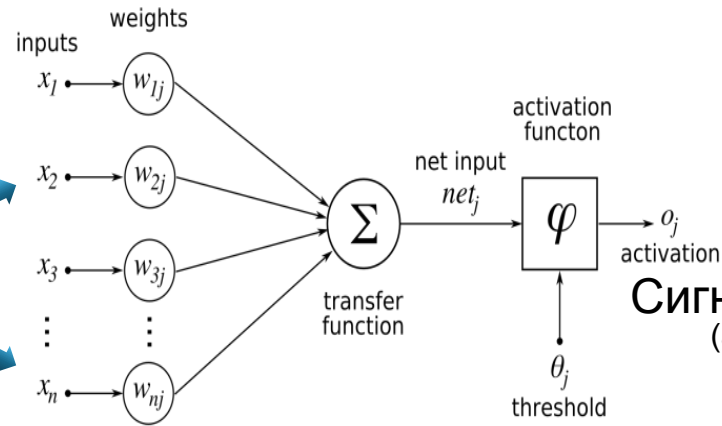 weights
inputs
x1 w1j
x2 w2j
x3 w3j
xn wnj
Σ
transfer
function
net input
netj
activation
functon
φ
oj
activation
θj
threshold